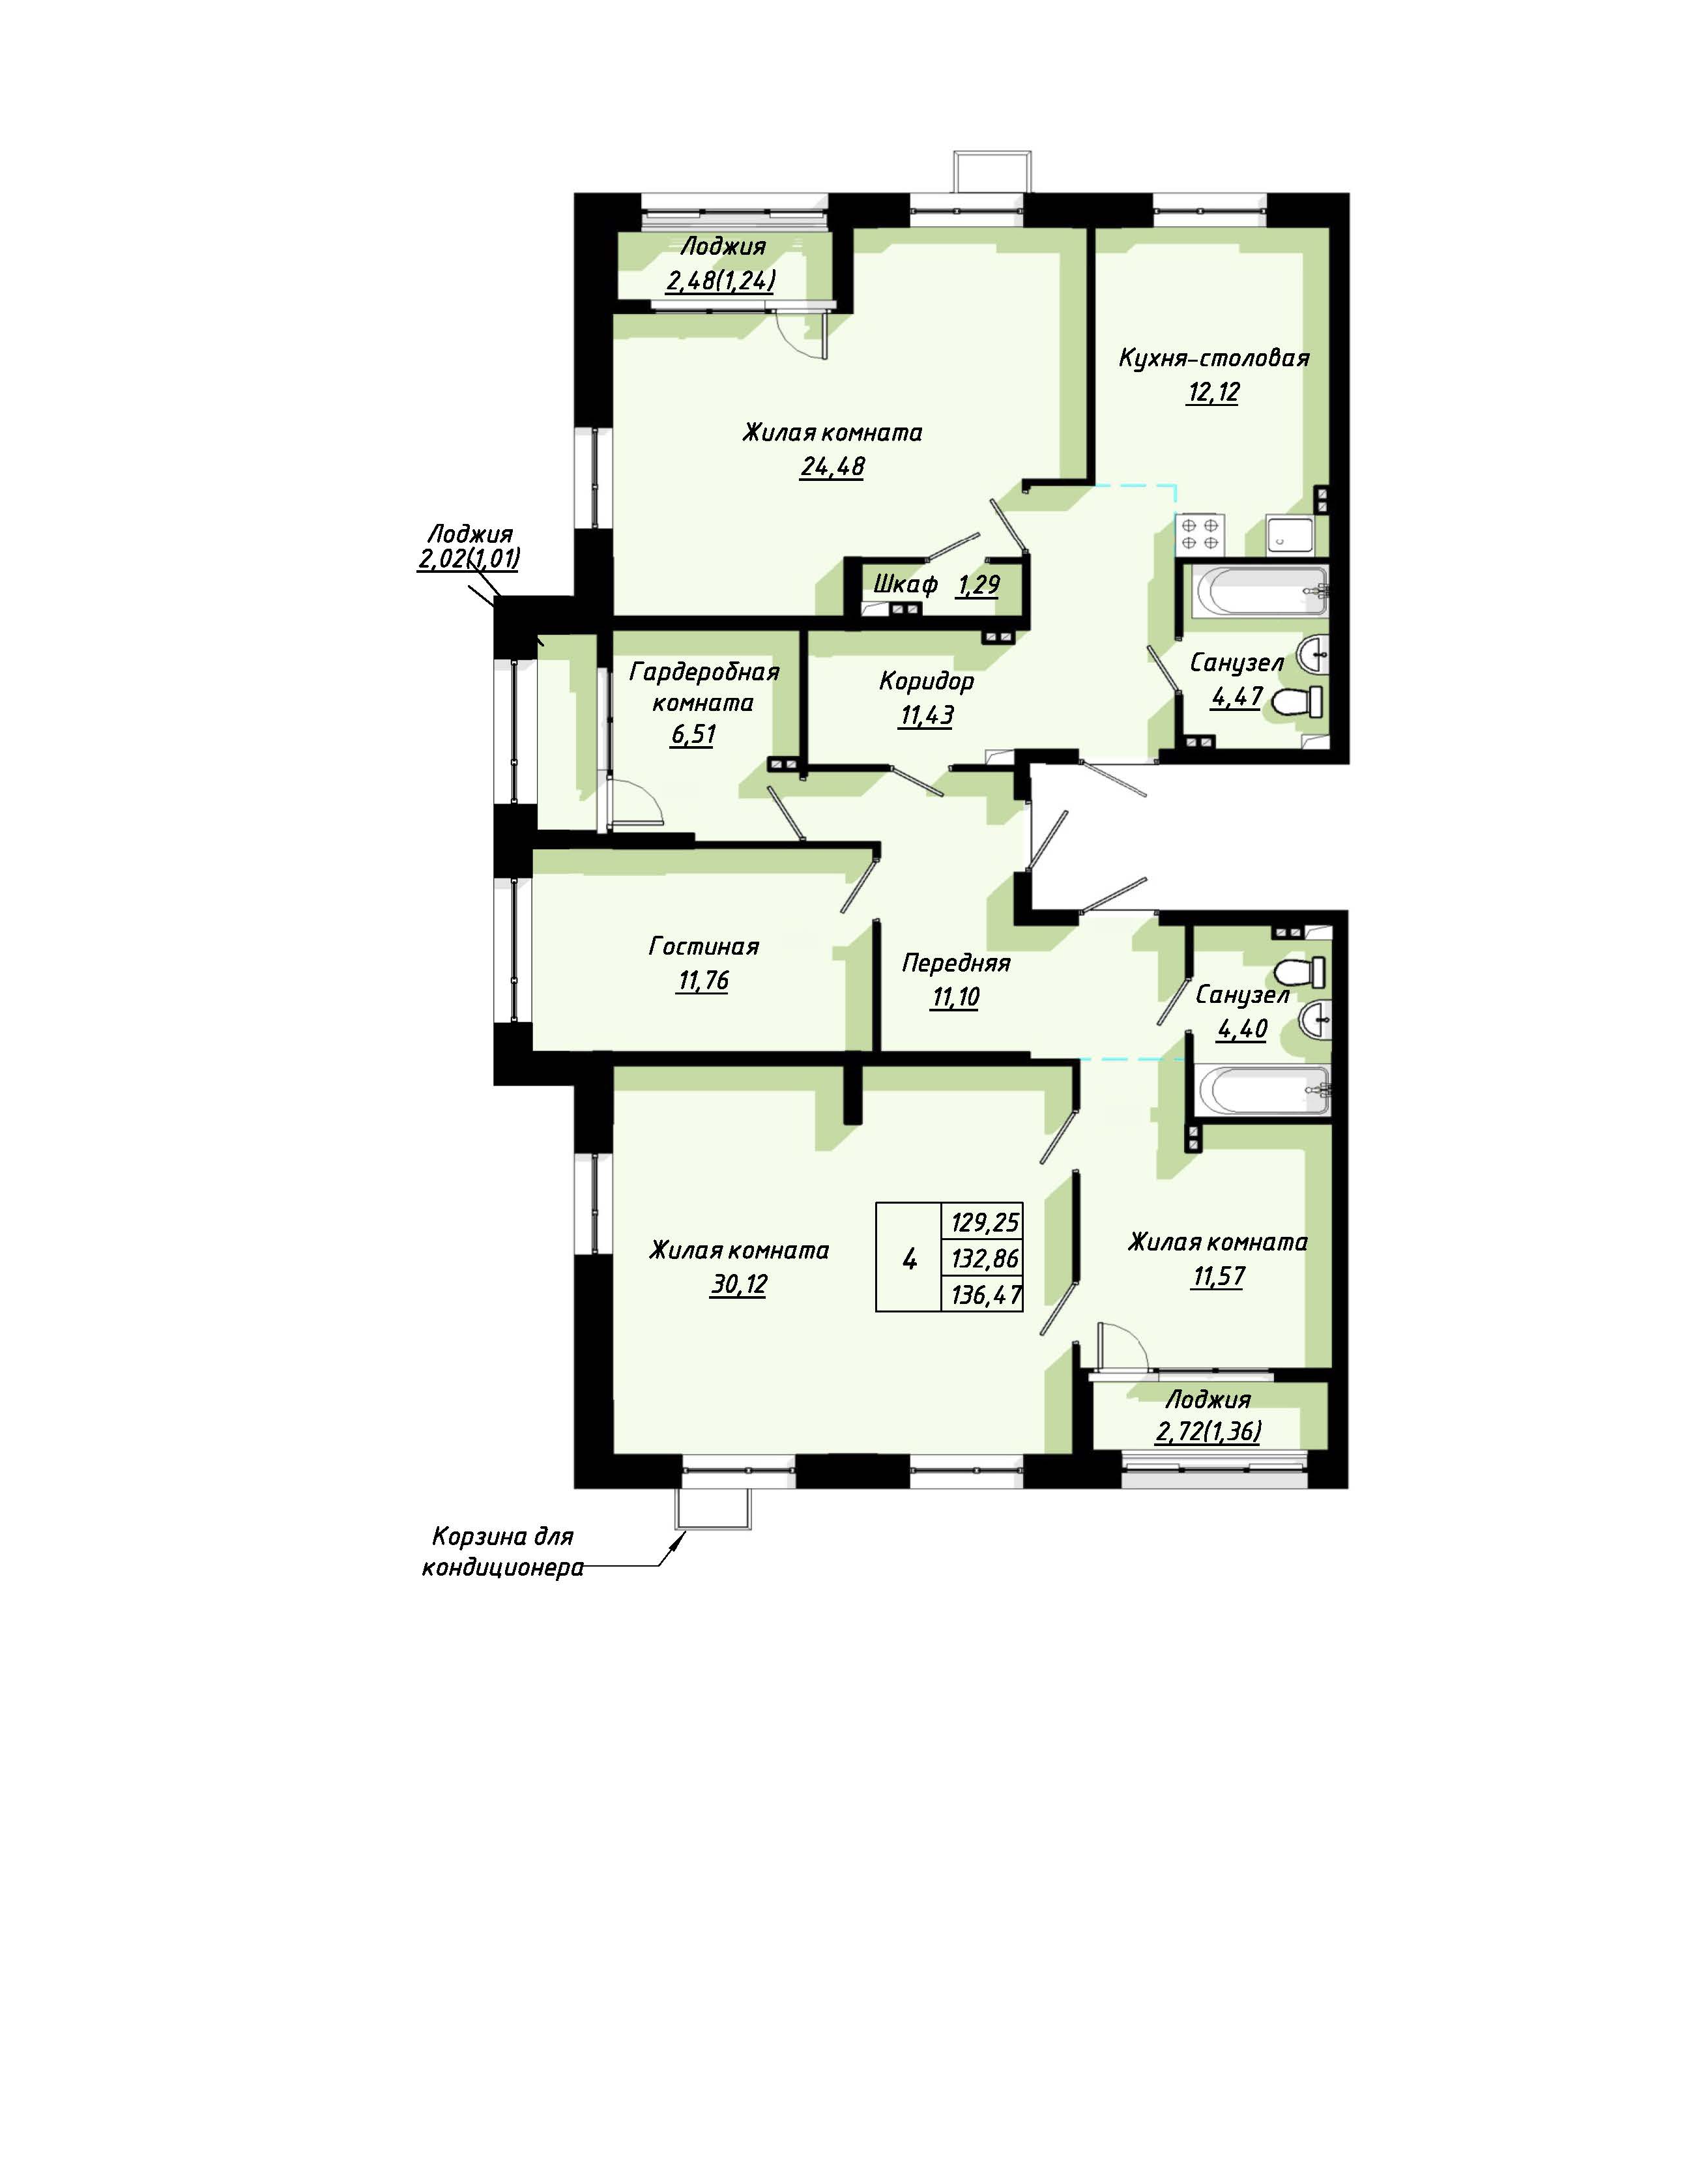 Лоджия
2,48(1,24)
Кухня-столовая
12,12
Жилая комната
24,48
Лоджия
2,02(1,01)
Шкаф 1,29
Гардеробная
комната
6,51
Коридор
11,43
Санузел
4,47
Гостиная
11,76
Передняя
11,10
Санузел
4,40
Жилая комната
30,12
4
129,25
132,86
136,47
Жилая комната
11,57
Лоджия
2,72(1,36)
Корзина для
кондиционера